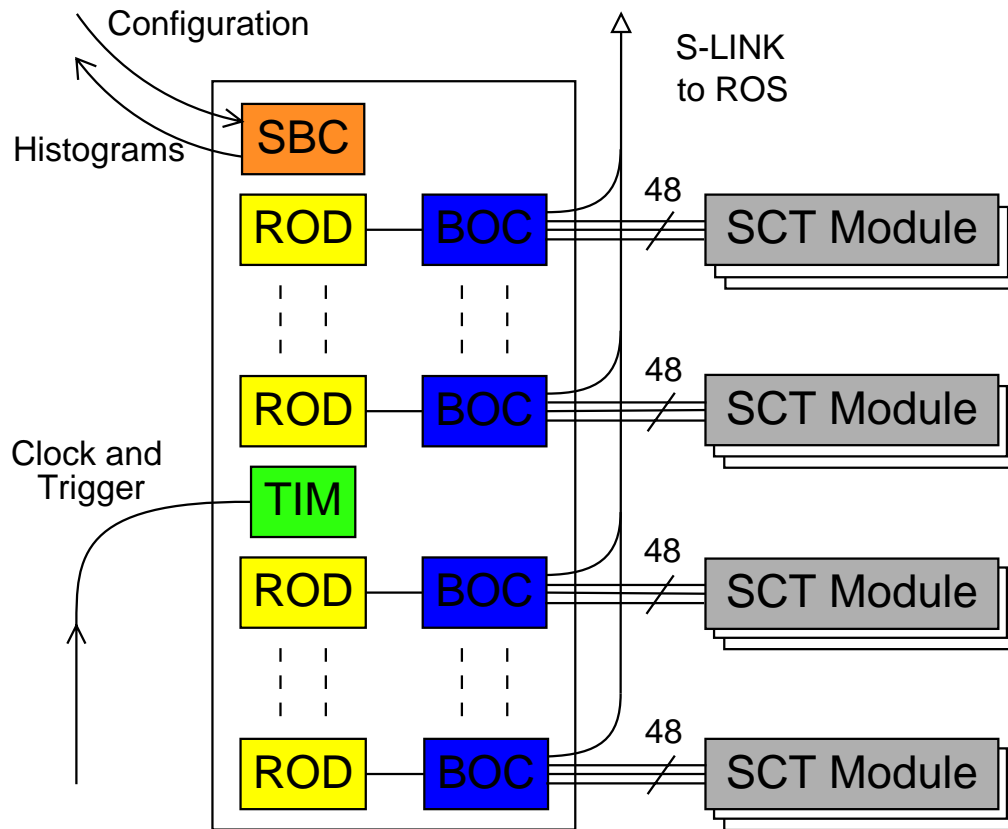 Configuration
S-LINK
to ROS
SBC
Histograms
48
ROD
BOC
SCT Module
48
ROD
BOC
SCT Module
Clock and
Trigger
TIM
48
ROD
BOC
SCT Module
48
ROD
BOC
SCT Module